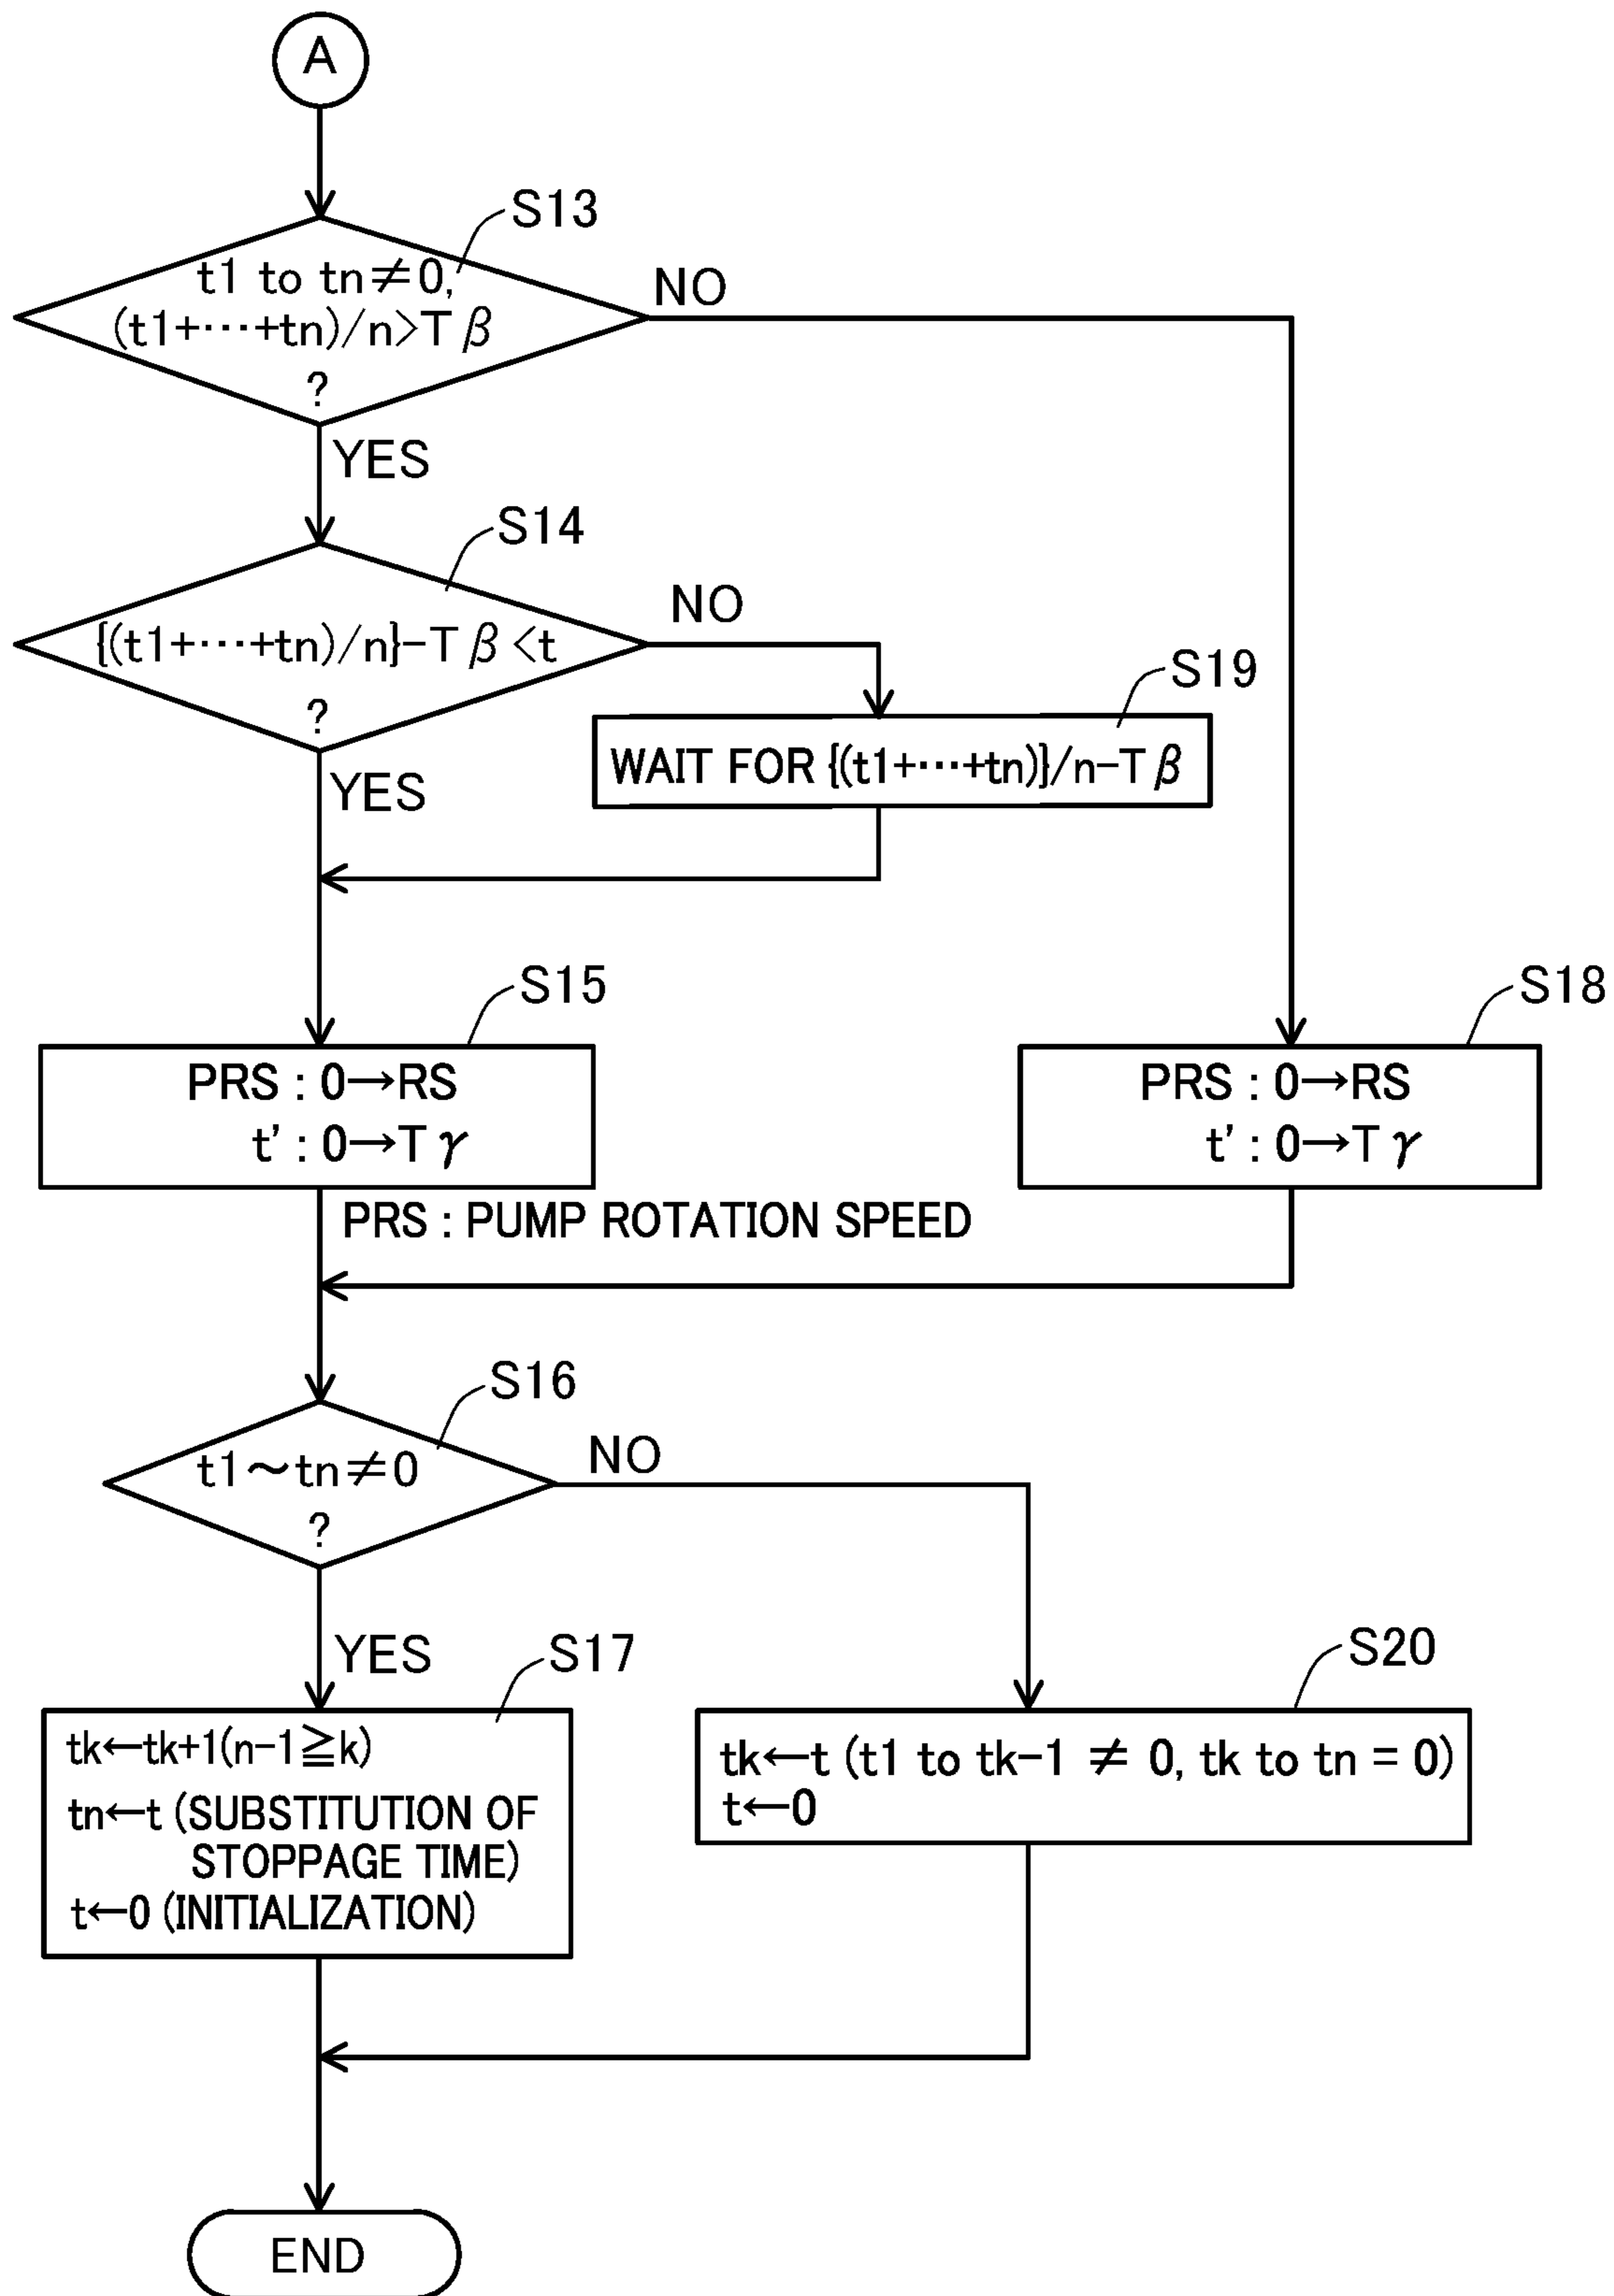 A
S13
t1 to tn≠0,
(t1+⋯+tn)/n>Tβ
?
NO
YES
S14
{(t1+⋯+tn)/n}-Tβ<t
?
NO
YES
S19
WAIT FOR {(t1+⋯+tn)}/n-Tβ
S15
PRS : 0→RS
t' : 0→Tγ
S18
PRS : 0→RS
t' : 0→Tγ
PRS : PUMP ROTATION SPEED
S16
t1～tn≠0
?
NO
YES
S17
tk←tk+1(n-1≧k)
tn←t (SUBSTITUTION OF
STOPPAGE TIME)
t←0 (INITIALIZATION)
S20
tk←t (t1 to tk-1 ≠ 0, tk to tn = 0)
t←0
END